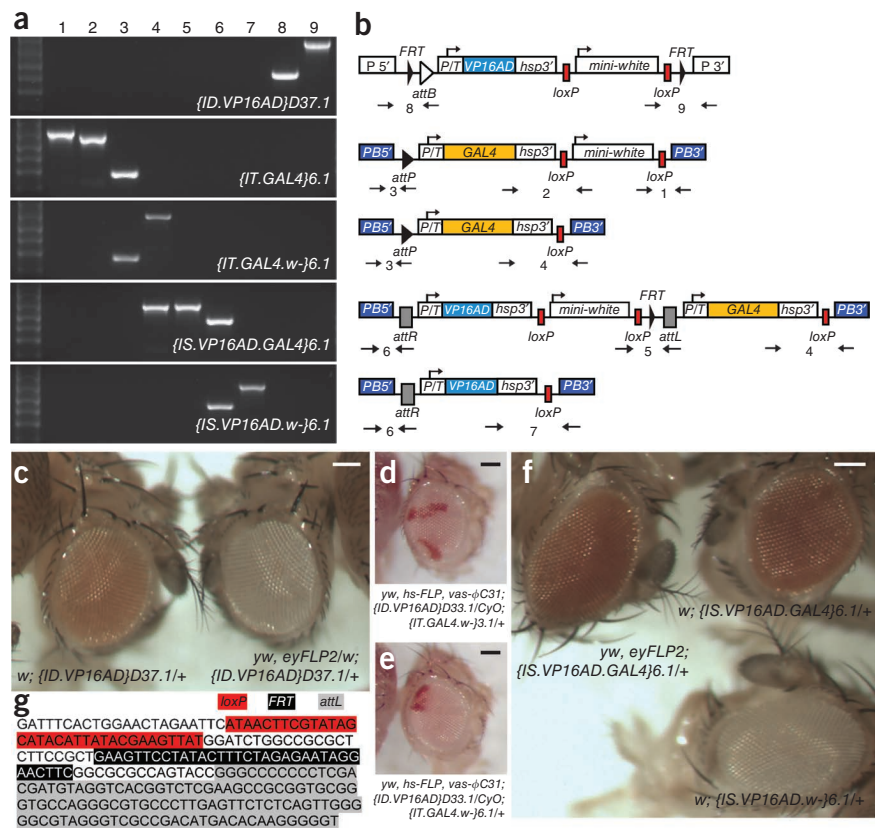 a
1 2 3 4 5 6 7 8 9
{ID.VP16AD}D37.1
{IT.GAL4}6.1
{IT.GAL4.w-}6.1
{IS.VP16AD.GAL4}6.1
{IS.VP16AD.w-}6.1
b
FRT FRT
P 5′ P/T VP16AD hsp3′ mini-white P 3′
attB loxP loxP
8 9
PB5′ P/T GAL4 hsp3′ mini-white PB3′
attP loxP loxP
3 2 1
PB5′ P/T GAL4 hsp3′ PB3′
attP loxP
3 4
FRT
PB5′ P/T VP16AD hsp3′ mini-white P/T GAL4 hsp3′ PB3′
attR loxP loxP attL loxP
6 5 4
PB5′ P/T VP16AD hsp3′ PB3′
attR loxP
6 7
c
w; {ID.VP16AD}D37.1/+
yw, eyFLP2/w;
{ID.VP16AD}D37.1/+
d
yw, hs-FLP, vas-ϕC31;
{ID.VP16AD}D33.1/CyO;
{IT.GAL4.w-}3.1/+
e
yw, hs-FLP, vas-ϕC31;
{ID.VP16AD}D33.1/CyO;
{IT.GAL4.w-}6.1/+
f
w; {IS.VP16AD.GAL4}6.1/+
yw, eyFLP2;
{IS.VP16AD.GAL4}6.1/+
w; {IS.VP16AD.w-}6.1/+
g
loxP FRT attL
GATTTCACTGGAACTAGAATTCATAACTTCGTATAG
CATACATTATACGAAGTTATGGATCTGGCCGCGCT
CTTCCGCTGAAGTTCCTATACTTTCTAGAGAATAGG
AACTTCGGCGCGCCAGTACCGGGCCCCCCCTCGA
CGATGTAGGTCACGGTCTCGAAGCCGCGGTGCGG
GTGCCAGGGCGTGCCCTTGAGTTCTCTCAGTTGGG
GGCGTAGGGTCGCCGACATGACACAAGGGGGT